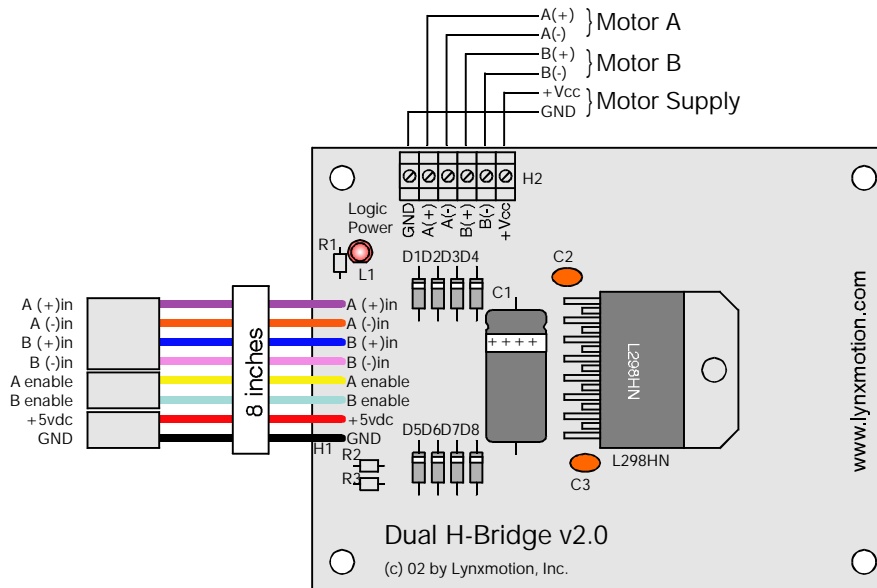 A(+)
A(-)
Motor A
B(+)
B(-)
Motor B
+Vcc
GND
Motor Supply
H2
GND
A(+)
A(-)
B(+)
B(-)
+Vcc
Logic
Power
R1
L1
D1D2D3D4
C2
C1
A (+)in
A (-)in
B (+)in
B (-)in
A enable
B enable
+5vdc
GND
8 inches
A (+)in
A (-)in
B (+)in
B (-)in
A enable
B enable
+5vdc
GND
H1
R2
R3
D5D6D7D8
++++
L298HN
L298HN
C3
www.lynxmotion.com
Dual H-Bridge v2.0
(c) 02 by Lynxmotion, Inc.